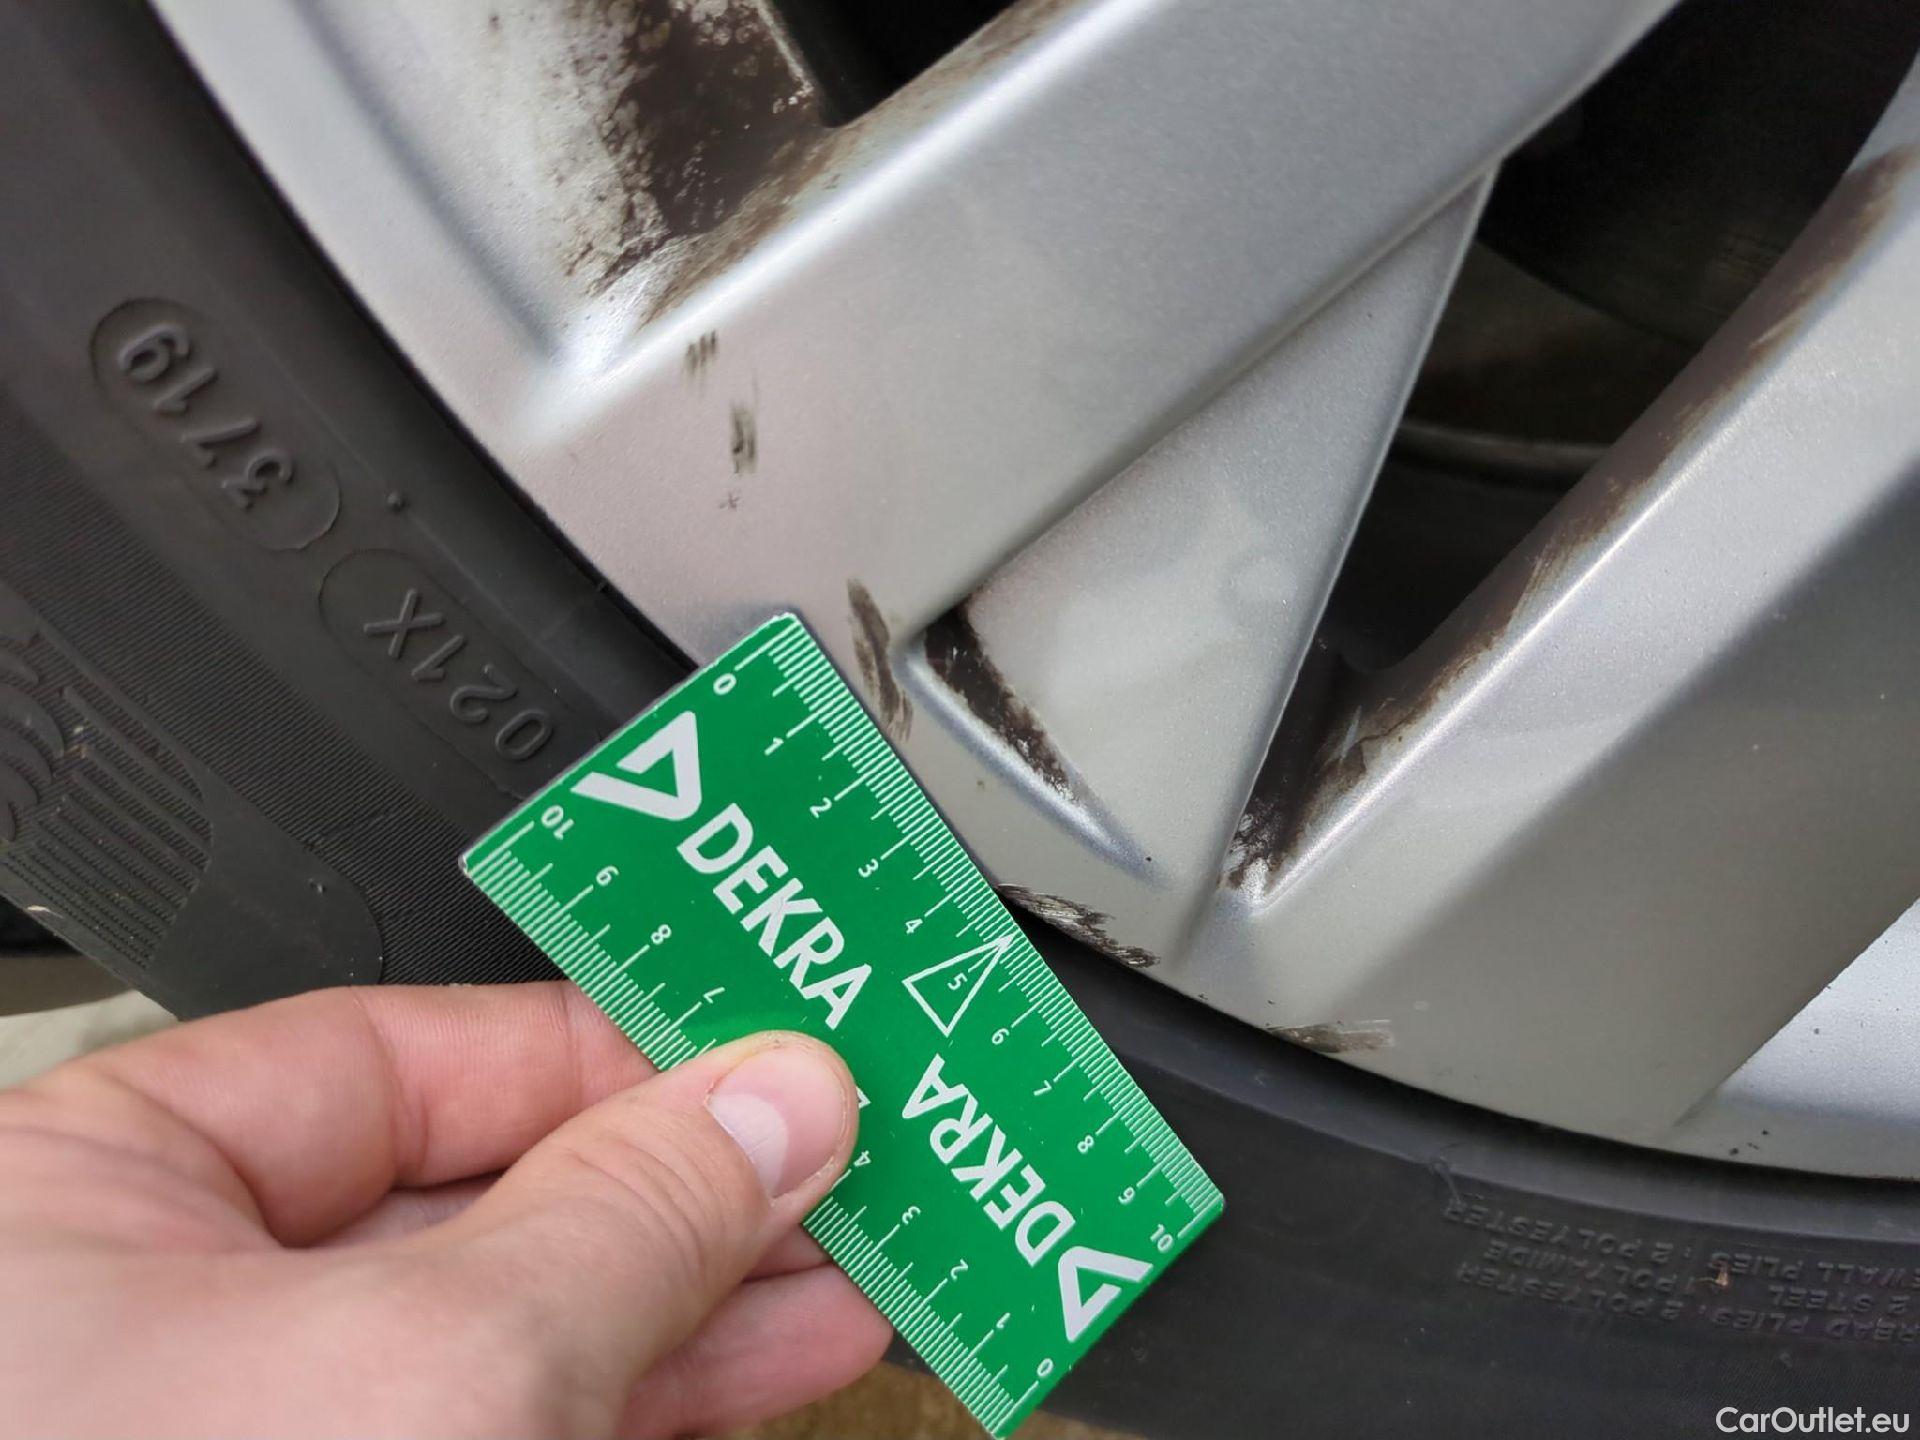 3719
021X
0 1 2 3 4 5 6 7 8 9 10
DEKRA
DEKRA
10 9 8 7 4 3 2 1 0
TREAD PLIES: 2 POLYESTER
2 STEEL 1 POLYAMIDE
SIDEWALL PLIES: 2 POLYESTER
CarOutlet.eu